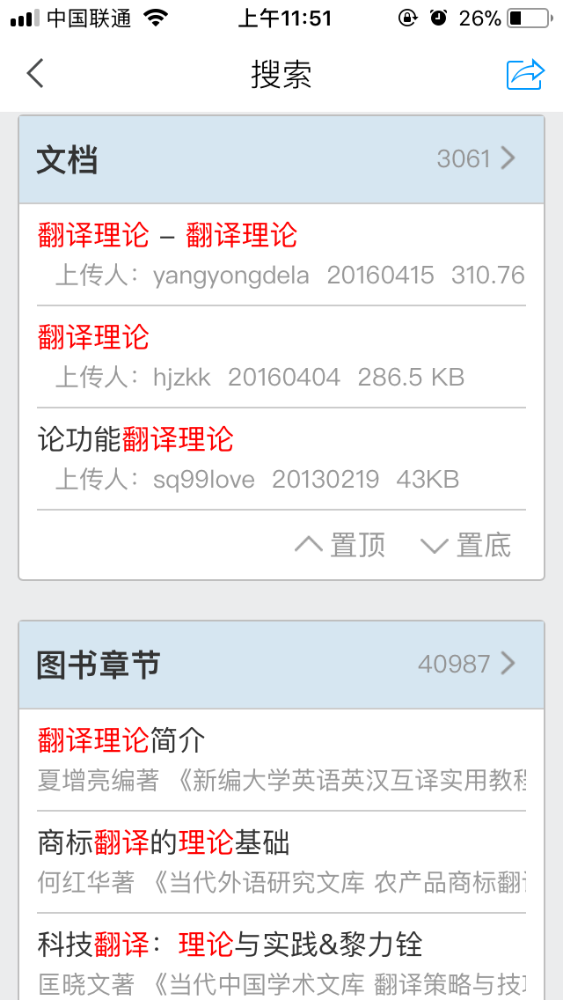 中国联通 上午11:51 26%
搜索
文档 3061
翻译理论 – 翻译理论
上传人：yangyongdela 20160415 310.76
翻译理论
上传人：hjzkk 20160404 286.5 KB
论功能翻译理论
上传人：sq99love 20130219 43KB
置顶 置底
图书章节 40987
翻译理论简介
夏增亮编著 《新编大学英语英汉互译实用教程
商标翻译的理论基础
何红华著 《当代外语研究文库 农产品商标翻
科技翻译：理论与实践&黎力铨
匡晓文著 《当代中国学术文库 翻译策略与技